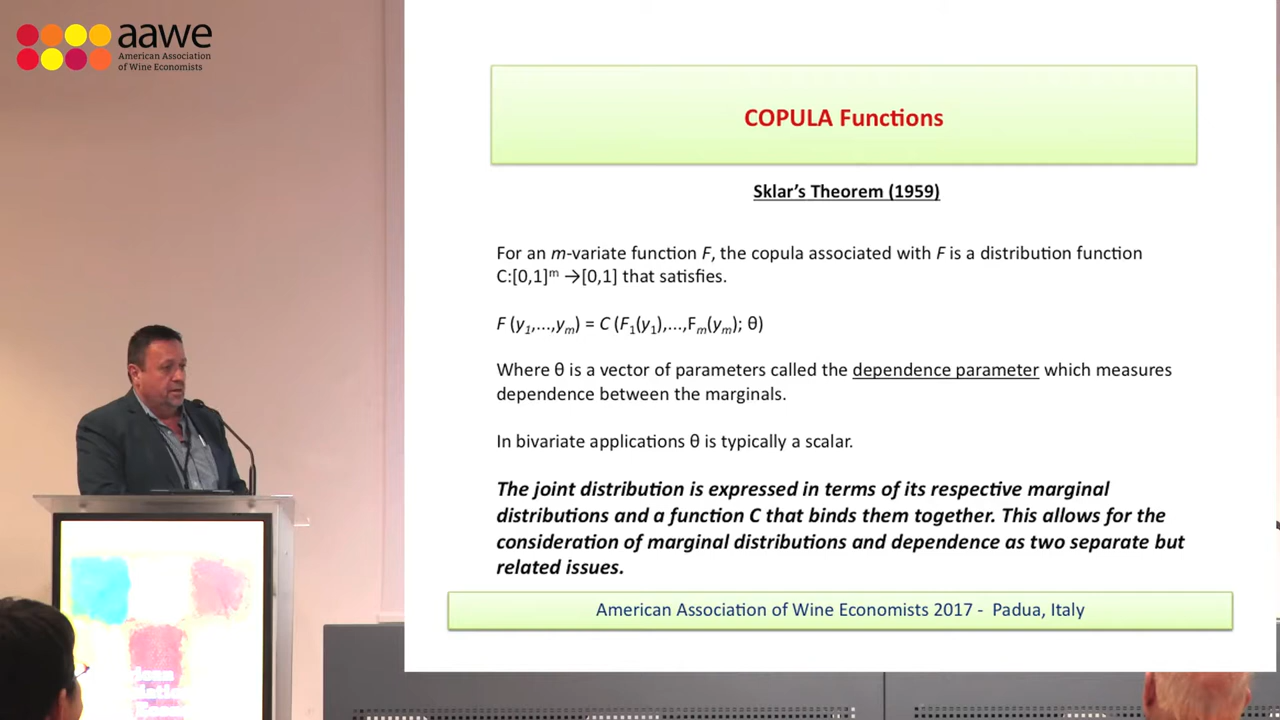 aawe
American Association
of Wine Economists
COPULA Functions
Sklar's Theorem (1959)
For an m-variate function F, the copula associated with F is a distribution function
C:[0,1]ᵐ →[0,1] that satisfies.
F (y₁,...,yₘ) = C (F₁(y₁),...,Fₘ(yₘ); θ)
Where θ is a vector of parameters called the dependence parameter which measures
dependence between the marginals.
In bivariate applications θ is typically a scalar.
The joint distribution is expressed in terms of its respective marginal
distributions and a function C that binds them together. This allows for the
consideration of marginal distributions and dependence as two separate but
related issues.
American Association of Wine Economists 2017 - Padua, Italy